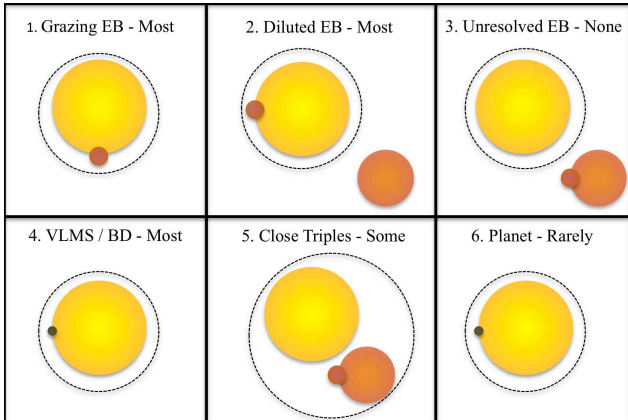 1. Grazing EB - Most
2. Diluted EB - Most
3. Unresolved EB - None
4. VLMS / BD - Most
5. Close Triples - Some
6. Planet - Rarely